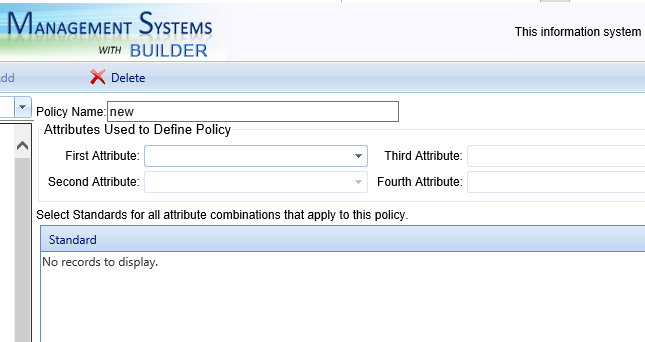 MANAGEMENT SYSTEMS
WITH BUILDER
This information system
Delete
Policy Name: new
Attributes Used to Define Policy
First Attribute:
Third Attribute:
Second Attribute:
Fourth Attribute:
Select Standards for all attribute combinations that apply to this policy.
Standard
No records to display.